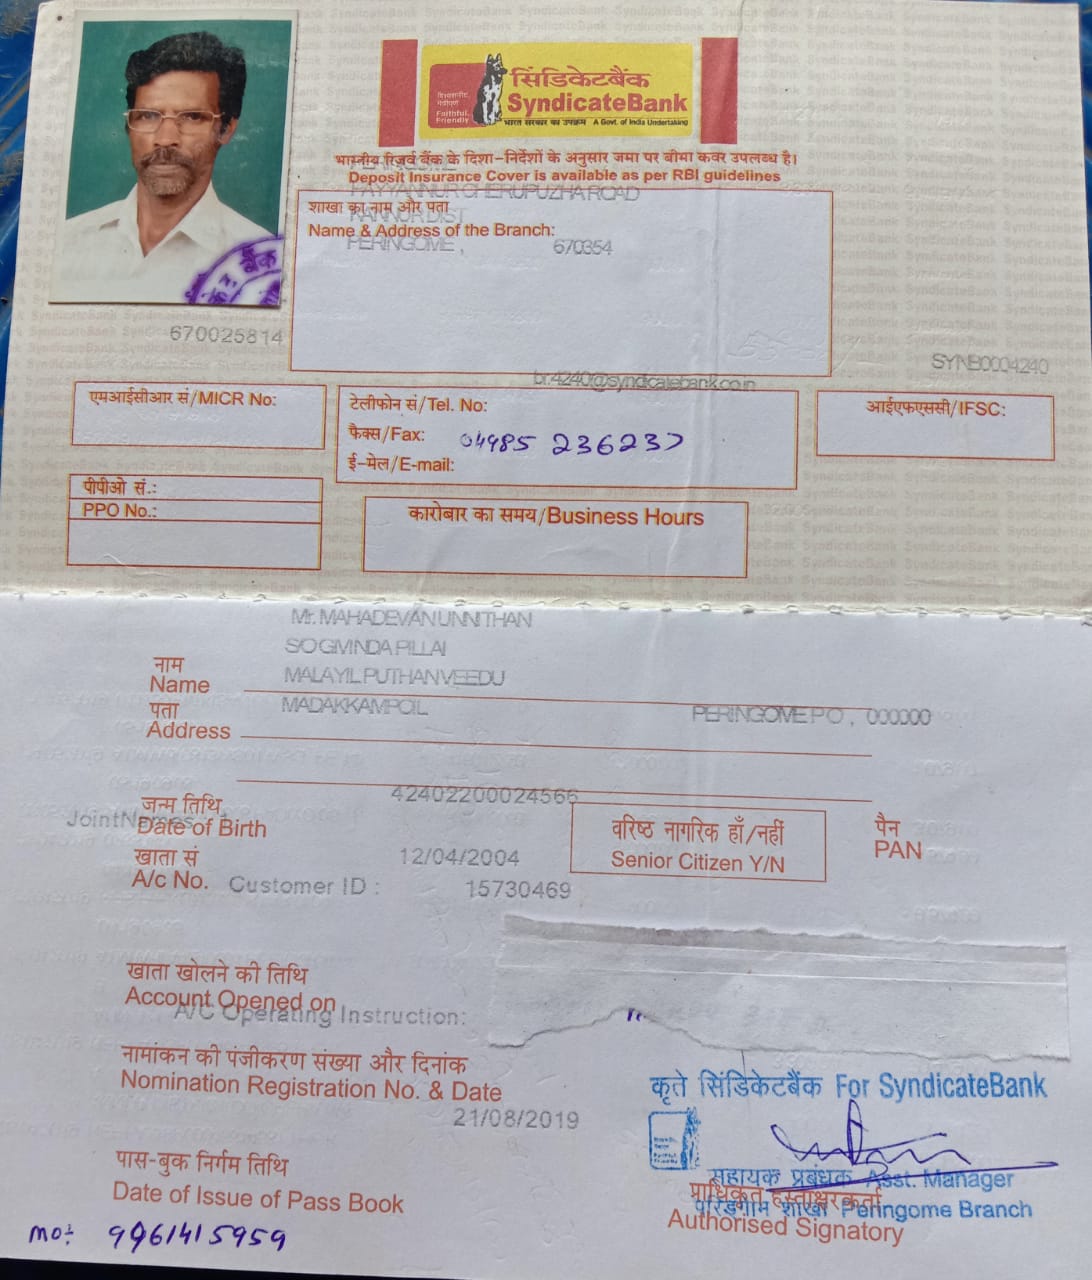 विश्वसनीय, मैत्रीपूर्ण
Faithful, Friendly
सिंडिकेटबैंक
SyndicateBank
भारत सरकार का उपक्रम A Govt. of India Undertaking
भारतीय रिज़र्व बैंक के दिशा-निर्देशों के अनुसार जमा पर बीमा कवर उपलब्ध है।
Deposit Insurance Cover is available as per RBI guidelines
PAYYANNUR CHERUPUZHA ROAD
शाखा का नाम और पता
KANNUR DIST
Name & Address of the Branch:
PERINGOME , 670354
670025814
SYNB0004240
br.4240@syndicatebank.co.in
एमआईसीआर सं/MICR No:
टेलीफोन सं/Tel. No:
फैक्स/Fax: 04985 236237
ई-मेल/E-mail:
आईएफएससी/IFSC:
पीपीओ सं.:
PPO No.:
कारोबार का समय/Business Hours
Mr. MAHADEVAN UNNITHAN
S/O GIVINDA PILLAI
नाम
Name
MALAYIL PUTHAN VEEDU
पता
MADAKKAMPOIL PERINGOME P O , 000000
Address
42402200024566
जन्म तिथि
JointNames :
Date of Birth
वरिष्ठ नागरिक हाँ/नहीं
Senior Citizen Y/N
पैन
PAN
खाता सं 12/04/2004
A/c No. Customer ID : 15730469
खाता खोलने की तिथि
Account Opened on
A/C Operating Instruction:
नामांकन की पंजीकरण संख्या और दिनांक
Nomination Registration No. & Date
21/08/2019
कृते सिंडिकेटबैंक For SyndicateBank
पास-बुक निर्गम तिथि
Date of Issue of Pass Book
सहायक प्रबंधक Asst. Manager
प्राधिकृत हस्ताक्षरकर्ता
शाखा Peringome Branch
Authorised Signatory
mo: 9961415959